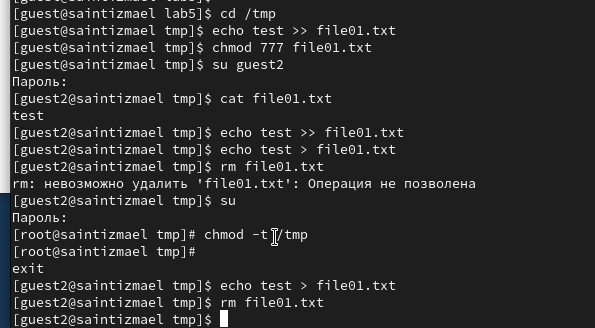 [guest@saintizmael lab5]$ cd /tmp
[guest@saintizmael tmp]$ echo test >> file01.txt
[guest@saintizmael tmp]$ chmod 777 file01.txt
[guest@saintizmael tmp]$ su guest2
Пароль:
[guest2@saintizmael tmp]$ cat file01.txt
test
[guest2@saintizmael tmp]$ echo test >> file01.txt
[guest2@saintizmael tmp]$ echo test > file01.txt
[guest2@saintizmael tmp]$ rm file01.txt
rm: невозможно удалить 'file01.txt': Операция не позволена
[guest2@saintizmael tmp]$ su
Пароль:
[root@saintizmael tmp]# chmod -t /tmp
[root@saintizmael tmp]#
exit
[guest2@saintizmael tmp]$ echo test > file01.txt
[guest2@saintizmael tmp]$ rm file01.txt
[guest2@saintizmael tmp]$